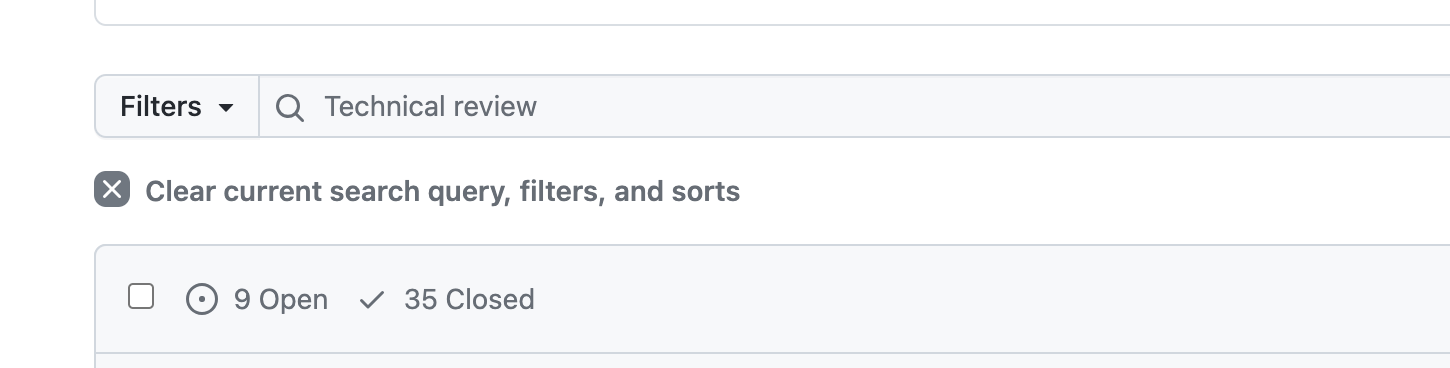 Filters Technical review
Clear current search query, filters, and sorts
9 Open 35 Closed